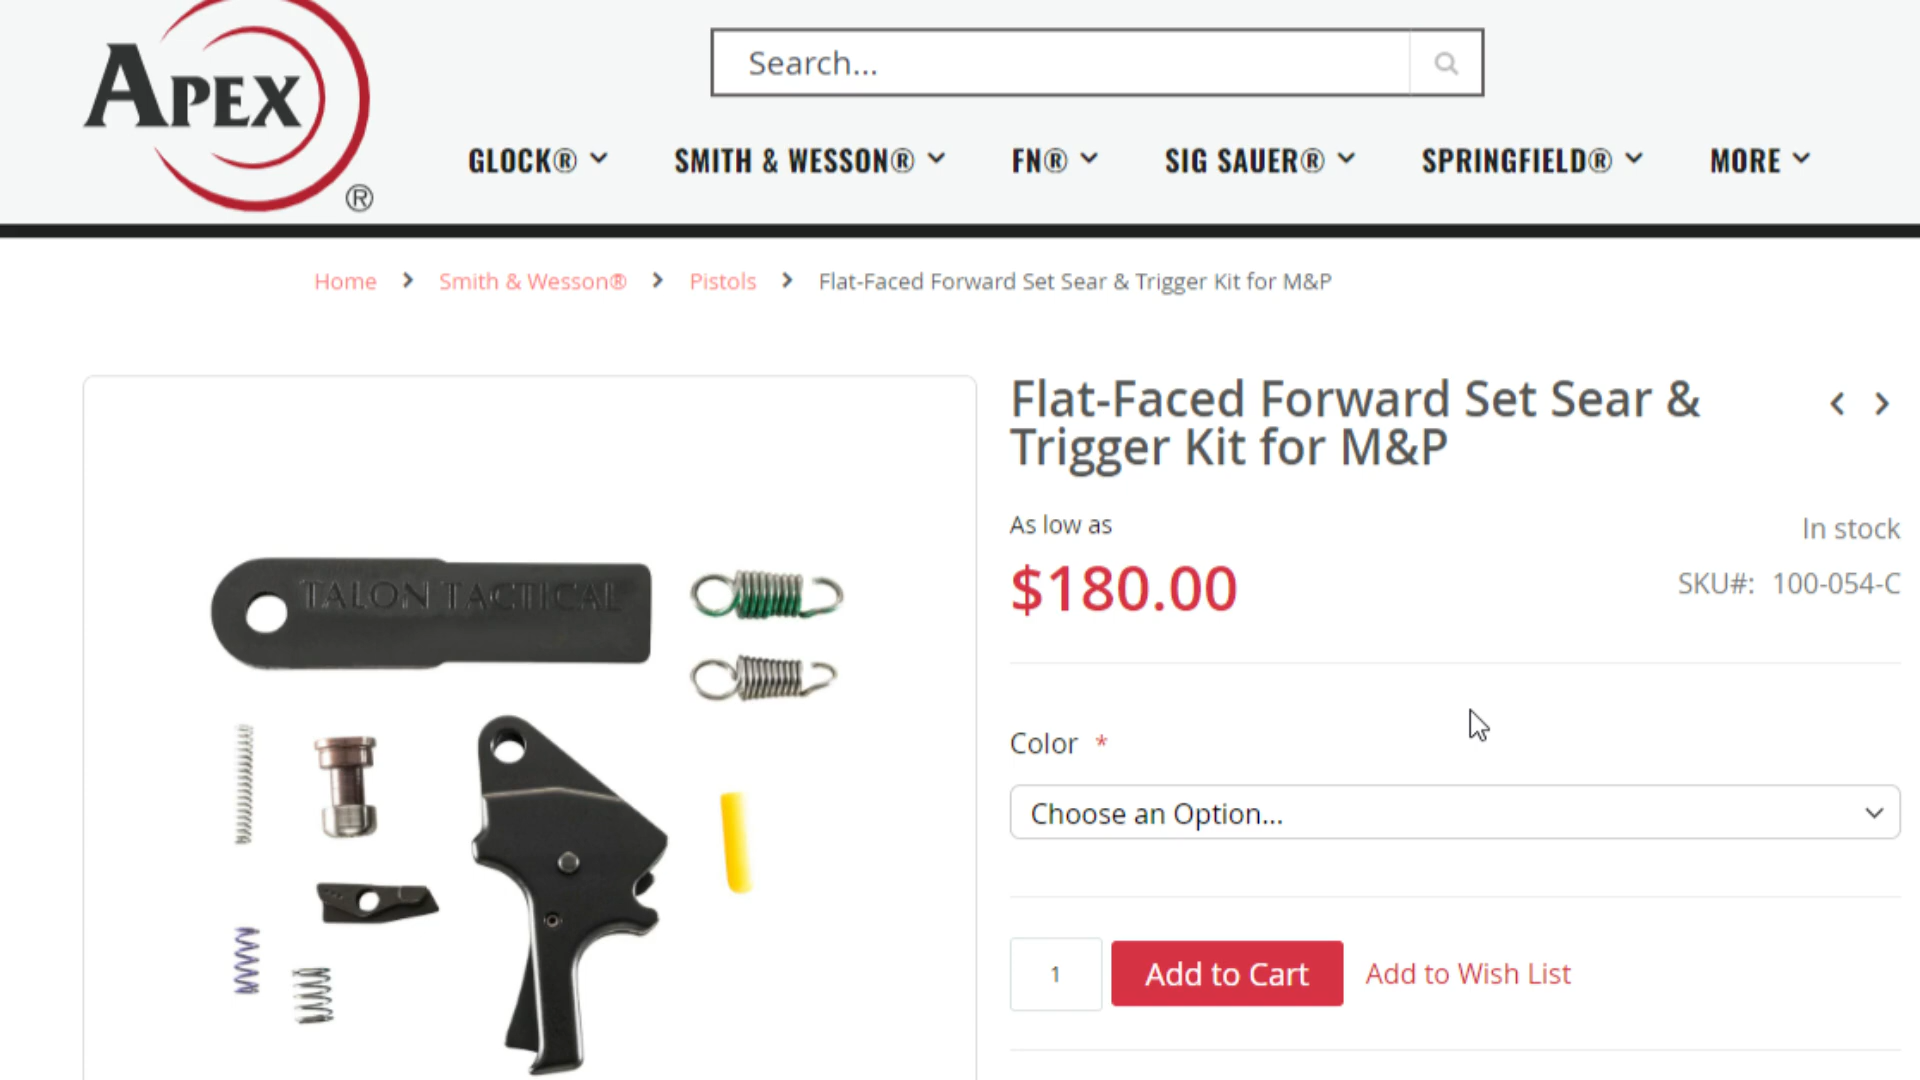 APEX
®
Search...
GLOCK® SMITH & WESSON® FN® SIG SAUER® SPRINGFIELD® MORE
Home > Smith & Wesson® > Pistols > Flat-Faced Forward Set Sear & Trigger Kit for M&P
TALON TACTICAL
Flat-Faced Forward Set Sear &
Trigger Kit for M&P
As low as
In stock
$180.00
SKU#: 100-054-C
Color *
Choose an Option...
1
Add to Cart
Add to Wish List